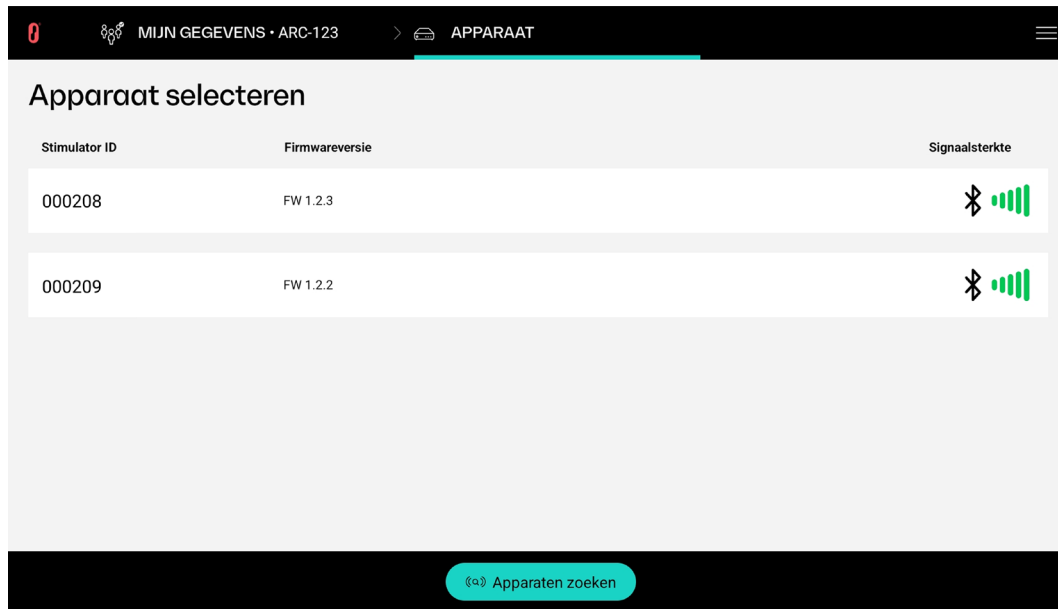 MIJN GEGEVENS • ARC-123 > APPARAAT
Apparaat selecteren
Stimulator ID Firmwareversie Signaalsterkte
000208 FW 1.2.3
000209 FW 1.2.2
Apparaten zoeken